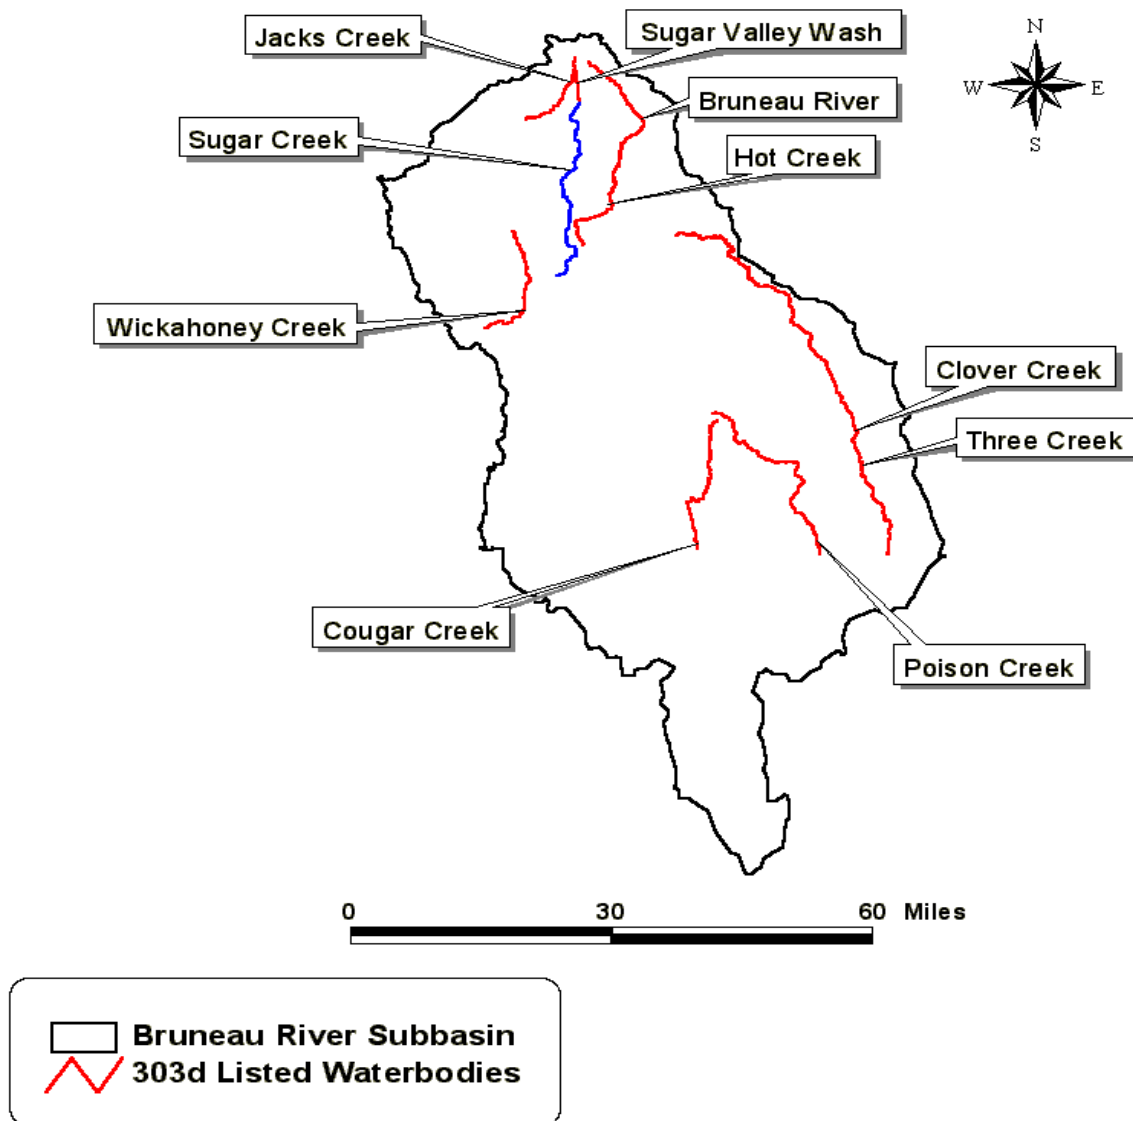 Jacks Creek
Sugar Valley Wash
N
W
E
S
Bruneau River
Sugar Creek
Hot Creek
Wickahoney Creek
Clover Creek
Three Creek
Cougar Creek
Poison Creek
0 30 60 Miles
Bruneau River Subbasin
303d Listed Waterbodies